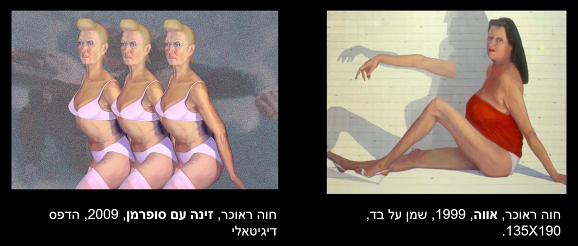 חוה ראוכר, אווה, 1999, שמן על בד,
135X190.
חוה ראוכר, זינה עם סופרמן, 2009, הדפס
דיגיטאלי